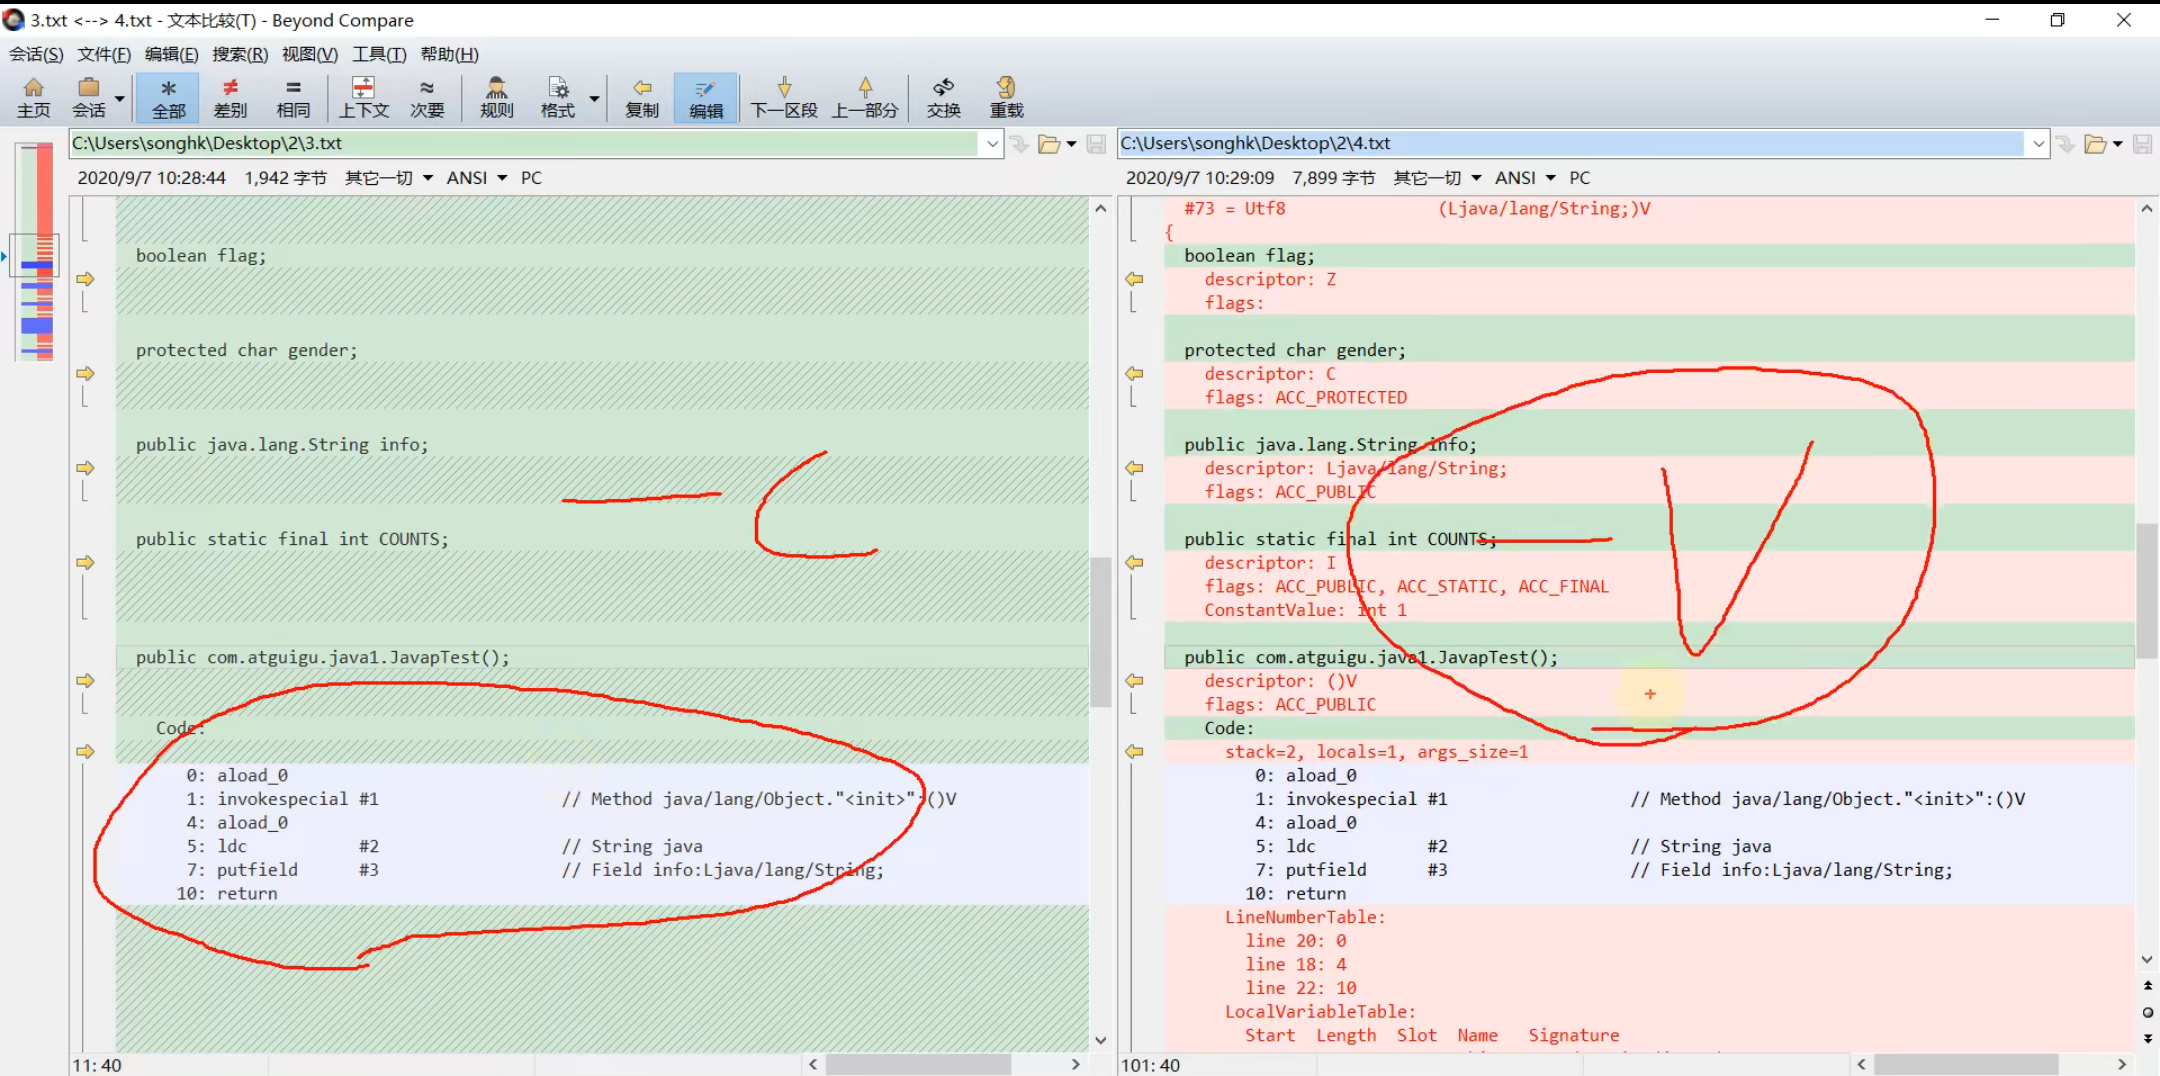 3.txt <--> 4.txt - 文本比较(T) - Beyond Compare
会话(S) 文件(F) 编辑(E) 搜索(R) 视图(V) 工具(T) 帮助(H)
主页 会话 全部 差别 相同 上下文 次要 规则 格式 复制 编辑 下一区段 上一部分 交换 重载
C:\Users\songhk\Desktop\2\3.txt
2020/9/7 10:28:44 1,942 字节 其它一切 ANSI PC
boolean flag;
protected char gender;
public java.lang.String info;
public static final int COUNTS;
public com.atguigu.java1.JavapTest();
Code:
0: aload_0
1: invokespecial #1 // Method java/lang/Object."<init>":()V
4: aload_0
5: ldc #2 // String java
7: putfield #3 // Field info:Ljava/lang/String;
10: return
11: 40
-C
C:\Users\songhk\Desktop\2\4.txt
2020/9/7 10:29:09 7,899 字节 其它一切 ANSI PC
#73 = Utf8 (Ljava/lang/String;)V
{
boolean flag;
descriptor: Z
flags:
protected char gender;
descriptor: C
flags: ACC_PROTECTED
public java.lang.String info;
descriptor: Ljava/lang/String;
flags: ACC_PUBLIC
public static final int COUNTS;
descriptor: I
flags: ACC_PUBLIC, ACC_STATIC, ACC_FINAL
ConstantValue: int 1
public com.atguigu.java1.JavapTest();
descriptor: ()V
flags: ACC_PUBLIC
Code:
stack=2, locals=1, args_size=1
0: aload_0
1: invokespecial #1 // Method java/lang/Object."<init>":()V
4: aload_0
5: ldc #2 // String java
7: putfield #3 // Field info:Ljava/lang/String;
10: return
LineNumberTable:
line 20: 0
line 18: 4
line 22: 10
LocalVariableTable:
Start Length Slot Name Signature
101: 40
-V